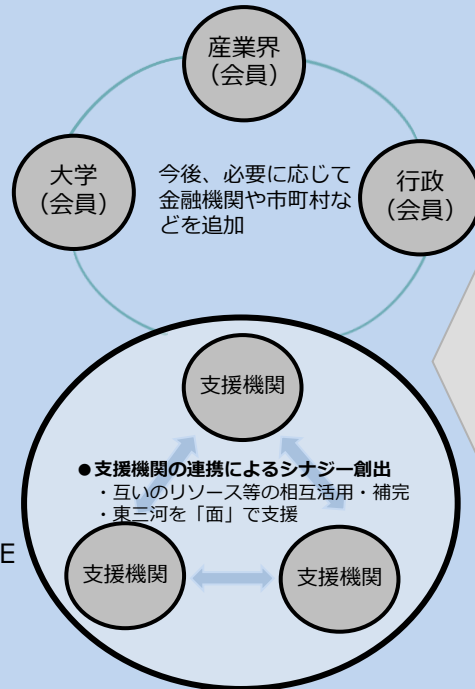 産業界
（会員）
大学
（会員）
今後、必要に応じて
金融機関や市町村な
どを追加
行政
（会員）
支援機関
●支援機関の連携によるシナジー創出
・互いのリソース等の相互活用・補完
・東三河を「面」で支援
E
支援機関
支援機関